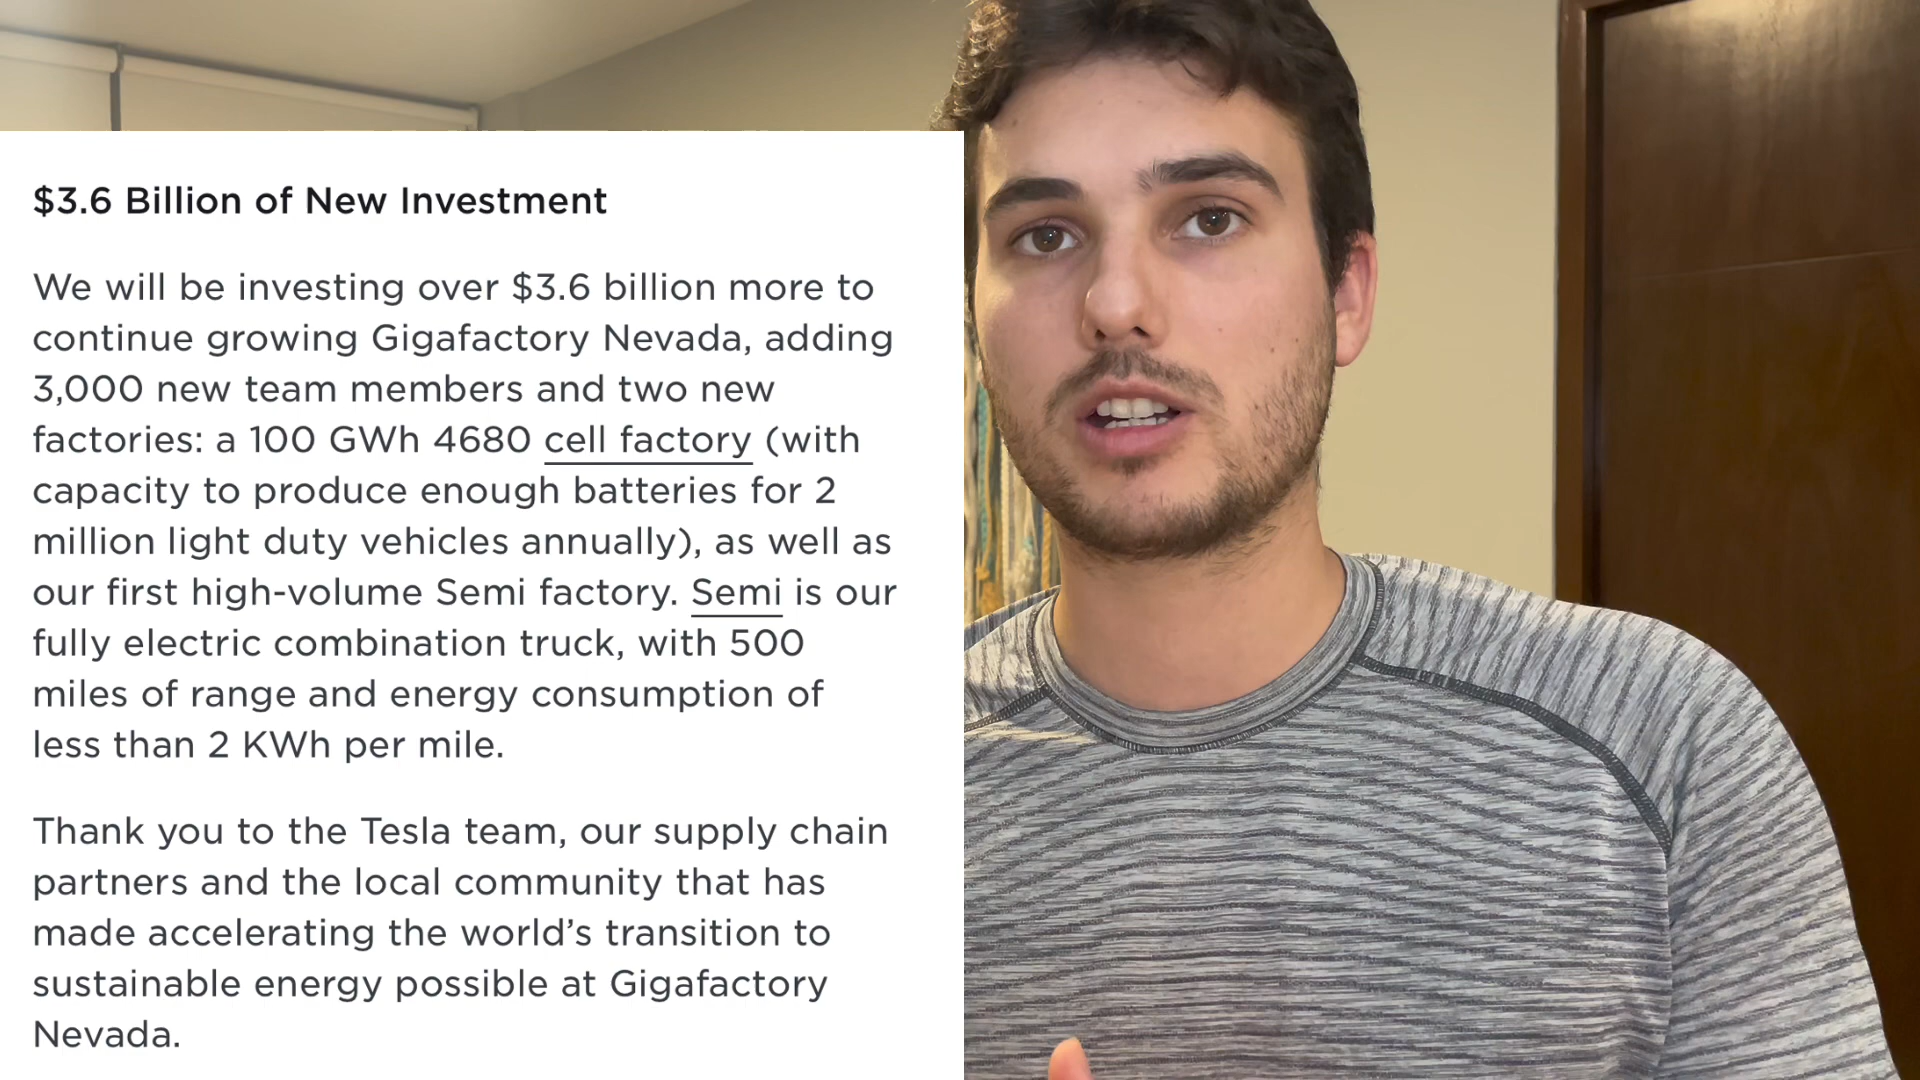 $3.6 Billion of New Investment
We will be investing over $3.6 billion more to
continue growing Gigafactory Nevada, adding
3,000 new team members and two new
factories: a 100 GWh 4680 cell factory (with
capacity to produce enough batteries for 2
million light duty vehicles annually), as well as
our first high-volume Semi factory. Semi is our
fully electric combination truck, with 500
miles of range and energy consumption of
less than 2 KWh per mile.
Thank you to the Tesla team, our supply chain
partners and the local community that has
made accelerating the world’s transition to
sustainable energy possible at Gigafactory
Nevada.